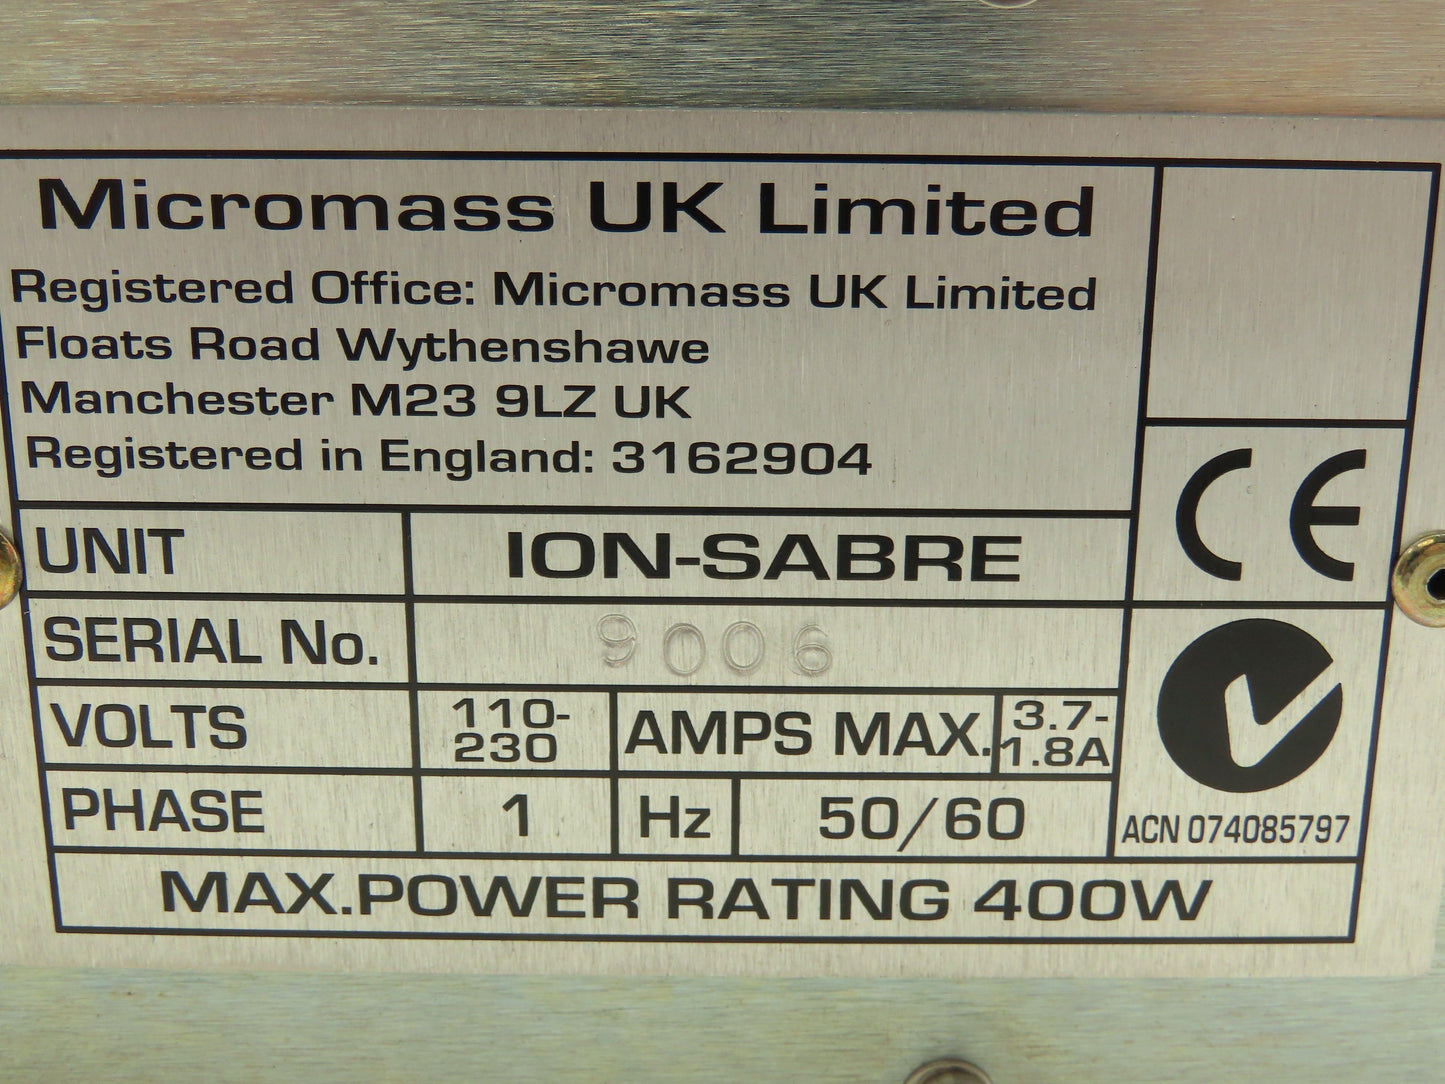 Micromass UK Limited
Registered Office: Micromass UK Limited
Floats Road Wythenshawe
Manchester M23 9LZ UK
Registered in England: 3162904
CE
UNIT ION-SABRE
SERIAL No. 9006
VOLTS 110-230 AMPS MAX. 3.7-1.8A
PHASE 1 Hz 50/60
ACN 074085797
MAX.POWER RATING 400W